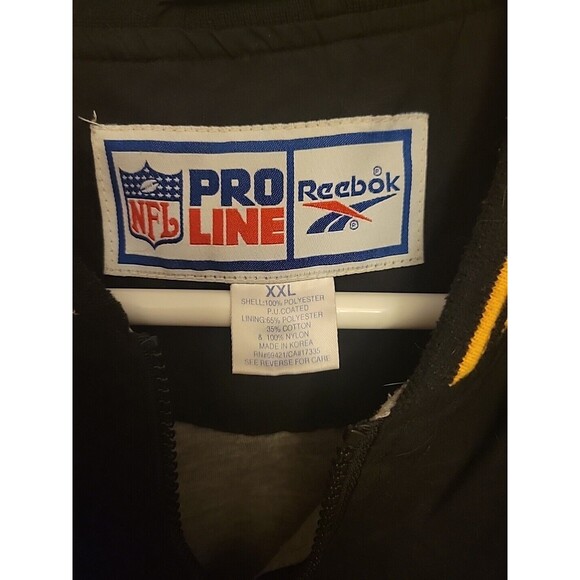 NFL
PRO
LINE
Reebok
XXL
SHELL:100% POLYESTER
P.U.COATED
LINING:65% POLYESTER
35% COTTON
& 100% NYLON
MADE IN KOREA
RN#59421/CA#17335
SEE REVERSE FOR CARE